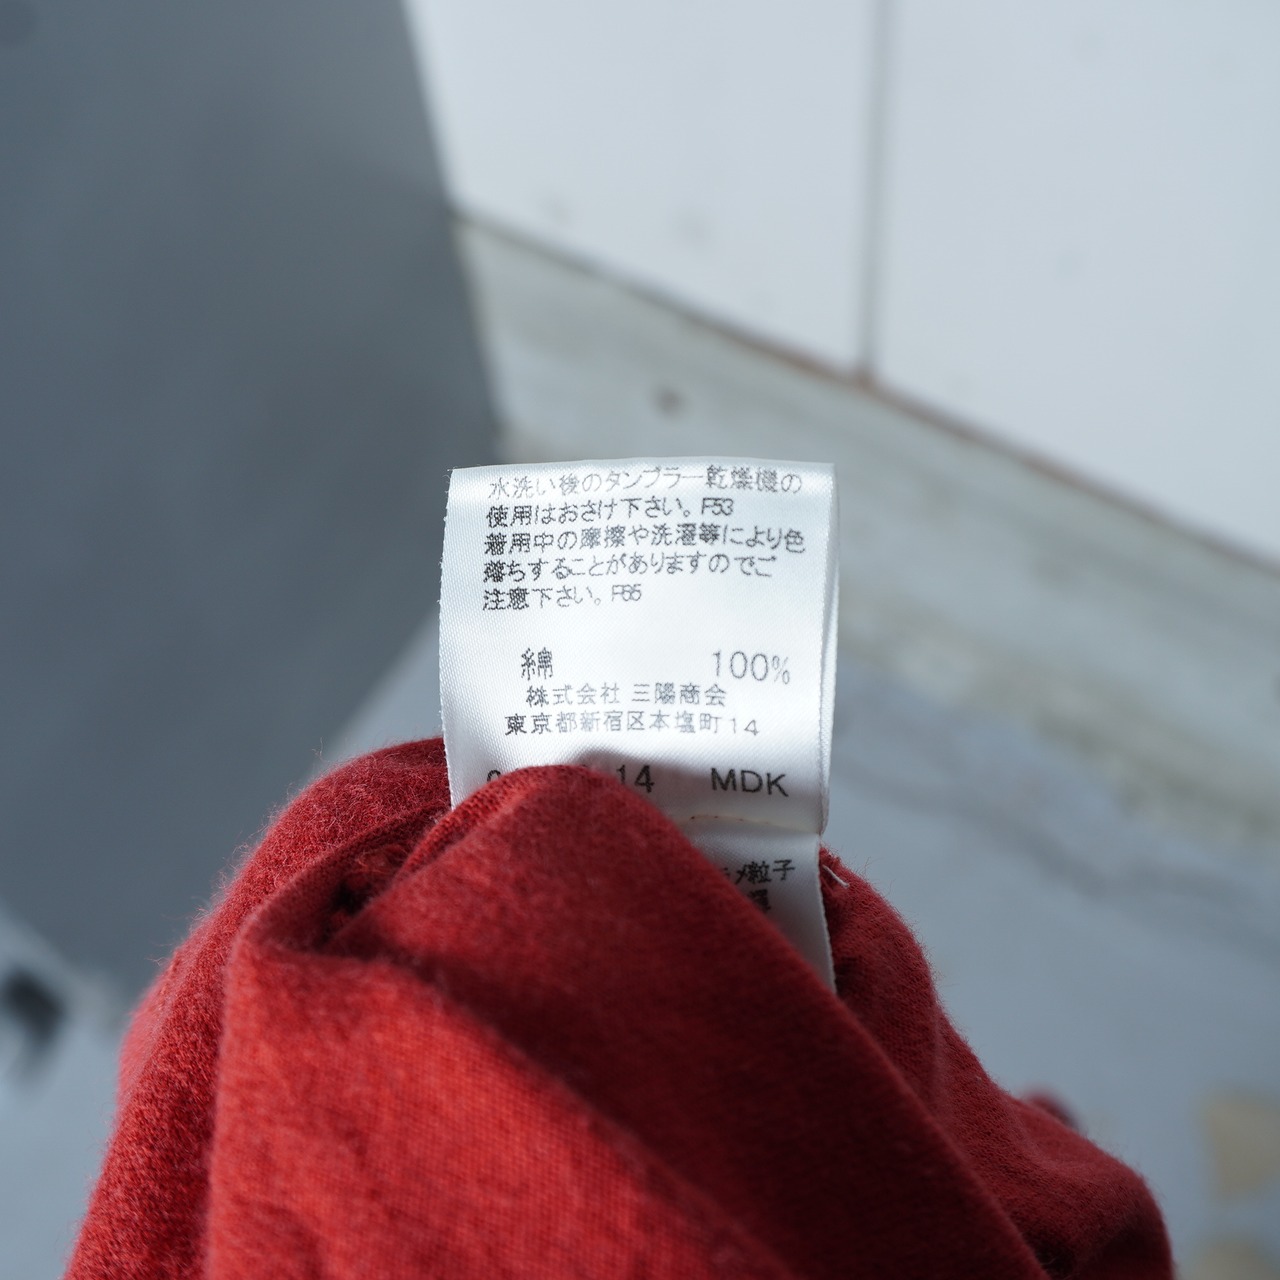 水洗い後のタンブラー乾燥機の
使用はおさけ下さい。F53
着用中の摩擦や洗濯等により色
落ちすることがありますのでご
注意下さい。F65
綿 100%
株式会社 三陽商会
東京都新宿区本塩町14
14 MDK
メ粒子